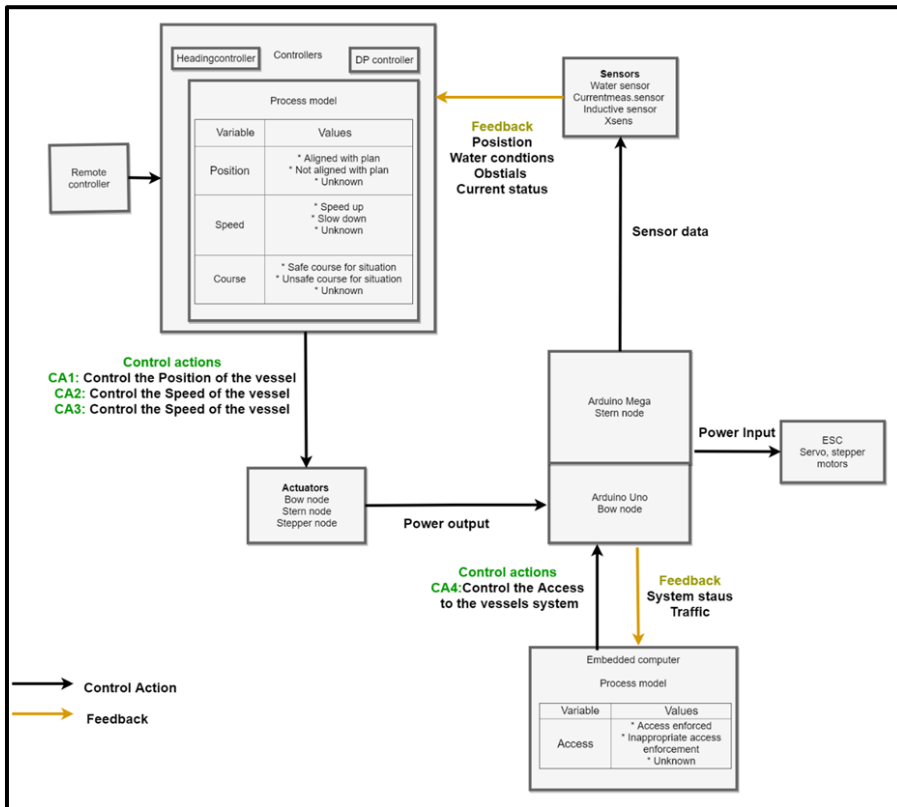 Headingcontroller
Controllers
DP controller
Process model
Variable
Values
Position
* Aligned with plan
* Not aligned with plan
* Unknown
Speed
* Speed up
* Slow down
* Unknown
Course
* Safe course for situation
* Unsafe course for situation
* Unknown
Remote
controller
Sensors
Water sensor
Currentmeas.sensor
Inductive sensor
Xsens
Feedback
Posistion
Water condtions
Obstials
Current status
Sensor data
Control actions
CA1: Control the Position of the vessel
CA2: Control the Speed of the vessel
CA3: Control the Speed of the vessel
Actuators
Bow node
Stern node
Stepper node
Power output
Arduino Mega
Stern node
Arduino Uno
Bow node
Power Input
ESC
Servo, stepper
motors
Control actions
CA4:Control the Access
to the vessels system
Feedback
System staus
Traffic
Embedded computer
Process model
Variable
Values
Access
* Access enforced
* Inappropriate access
enforcement
* Unknown
Control Action
Feedback